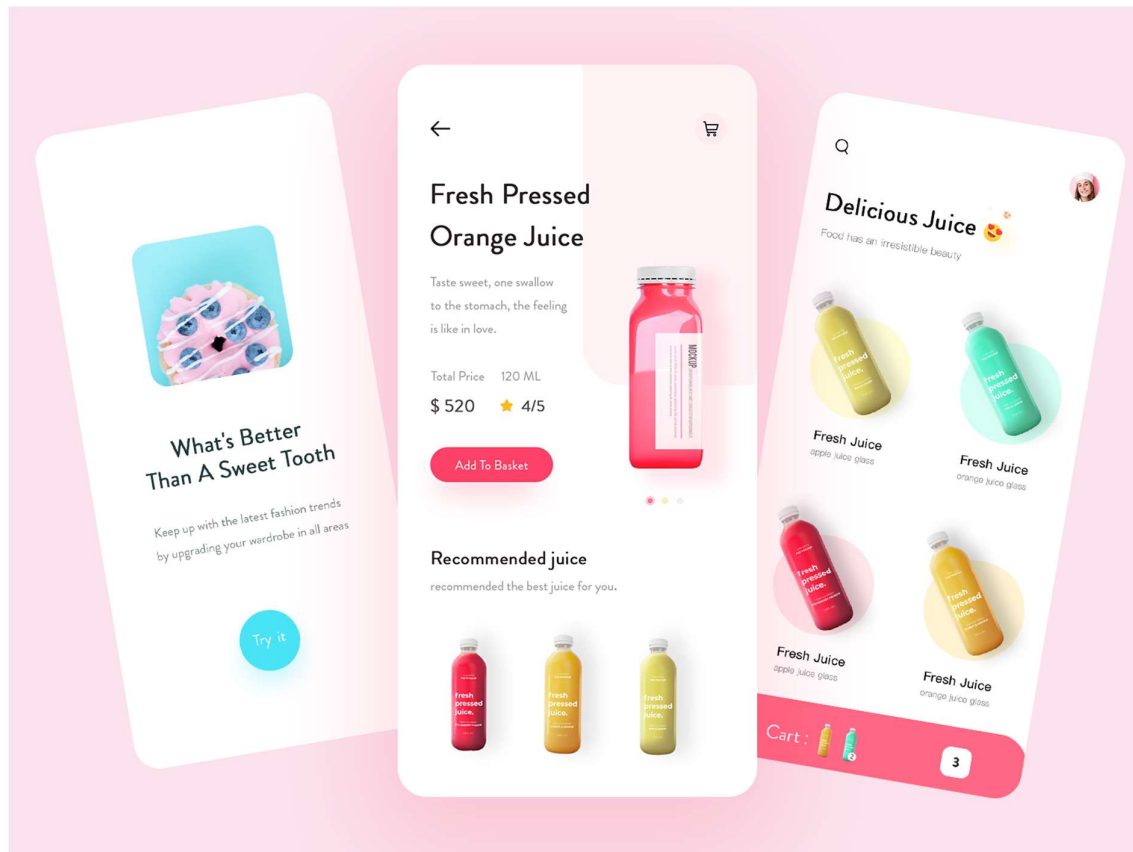 What's Better
Than A Sweet Tooth
Keep up with the latest fashion trends
by upgrading your wardrobe in all areas
Try it
Fresh Pressed
Orange Juice
Taste sweet, one swallow
to the stomach, the feeling
is like in love.
Total Price 120 ML
$ 520 4/5
Add To Basket
MOCKUP
Recommended juice
recommended the best juice for you.
fresh
pressed
juice.
fresh
pressed
juice.
fresh
pressed
juice.
Delicious Juice
Food has an irresistible beauty
fresh
pressed
juice.
fresh
pressed
juice.
Fresh Juice
apple juice glass
Fresh Juice
orange juice glass
fresh
pressed
juice.
fresh
pressed
juice.
Fresh Juice
apple juice glass
Fresh Juice
orange juice glass
Cart :
2
3